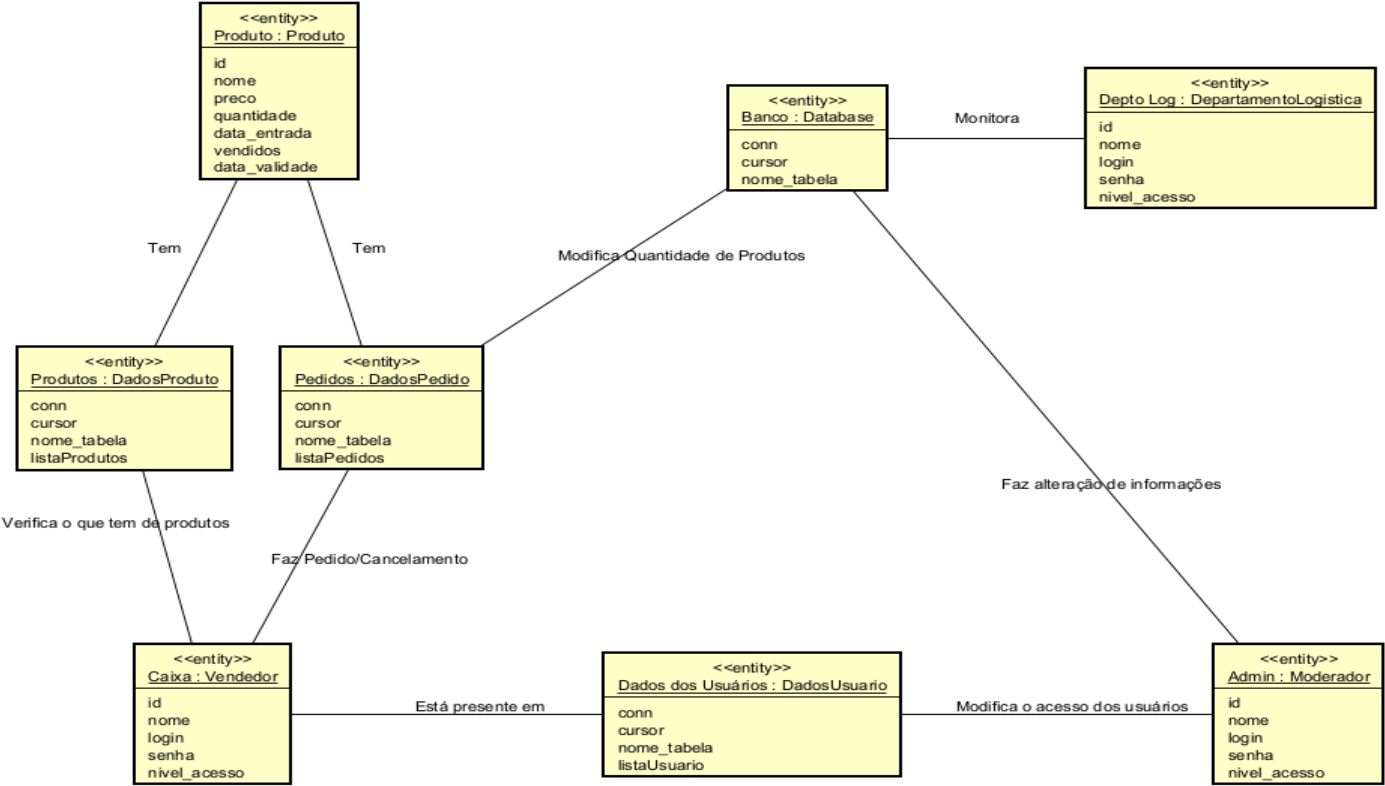 <<entity>>
Produto : Produto
id
nome
preco
quantidade
data_entrada
vendidos
data_validade
<<entity>>
Banco : Database
conn
cursor
nome_tabela
Monitora
<<entity>>
Depto Log : DepartamentoLogistica
id
nome
login
senha
nivel_acesso
Tem
Tem
Modifica Quantidade de Produtos
<<entity>>
Produtos : DadosProduto
conn
cursor
nome_tabela
listaProdutos
<<entity>>
Pedidos : DadosPedido
conn
cursor
nome_tabela
listaPedidos
Faz alteração de informações
Verifica o que tem de produtos
Faz Pedido/Cancelamento
<<entity>>
Caixa : Vendedor
id
nome
login
senha
nivel_acesso
Está presente em
<<entity>>
Dados dos Usuários : DadosUsuario
conn
cursor
nome_tabela
listaUsuario
Modifica o acesso dos usuários
<<entity>>
Admin : Moderador
id
nome
login
senha
nivel_acesso